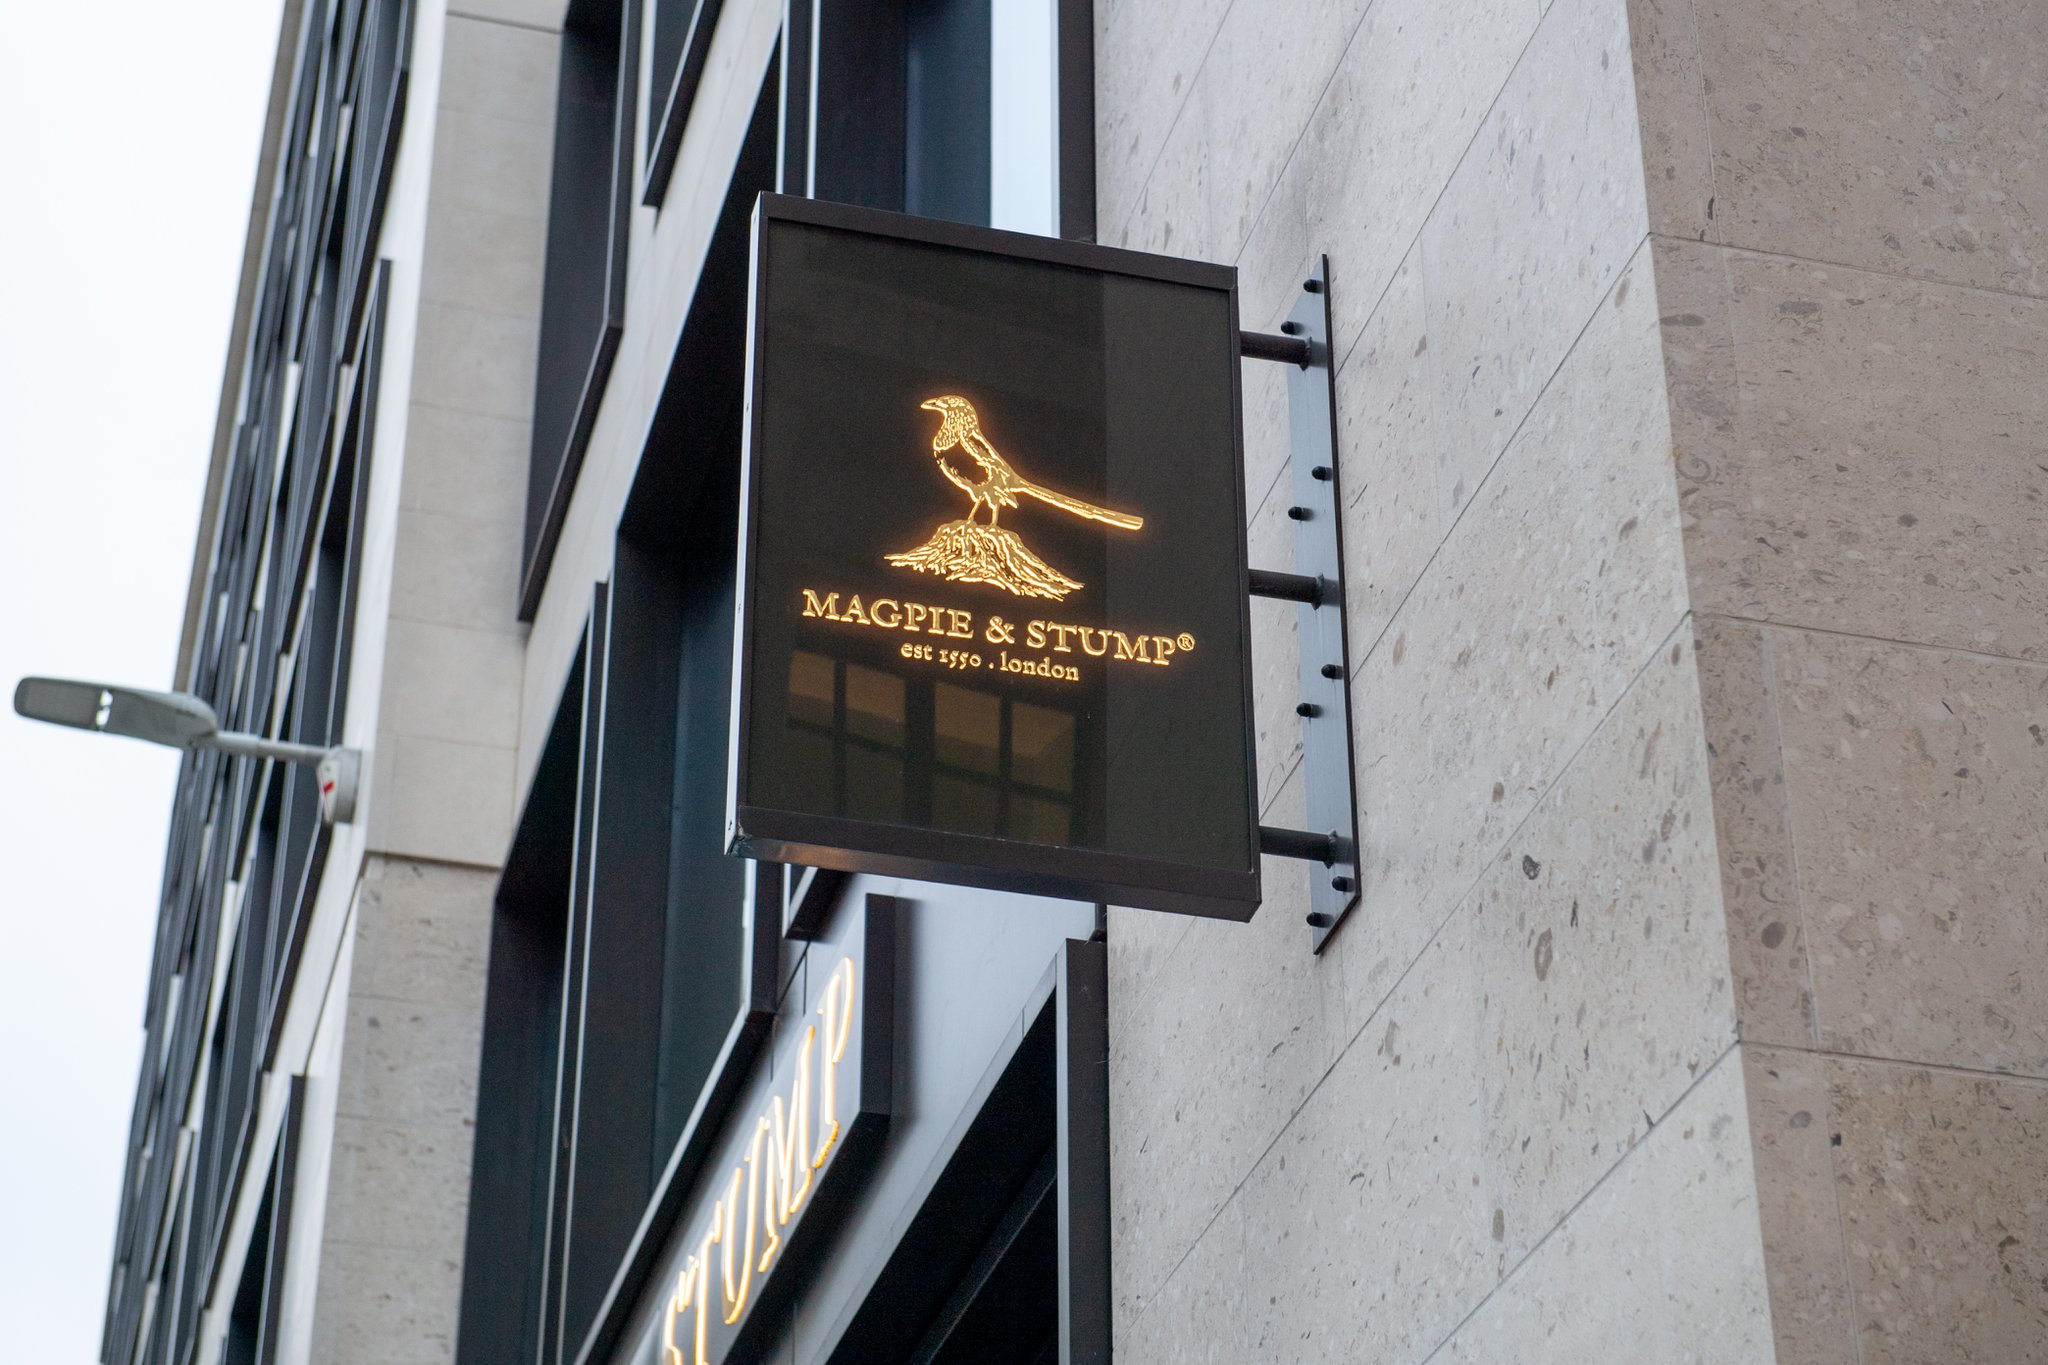 MAGPIE & STUMP®
est 1550 . london
STUMP